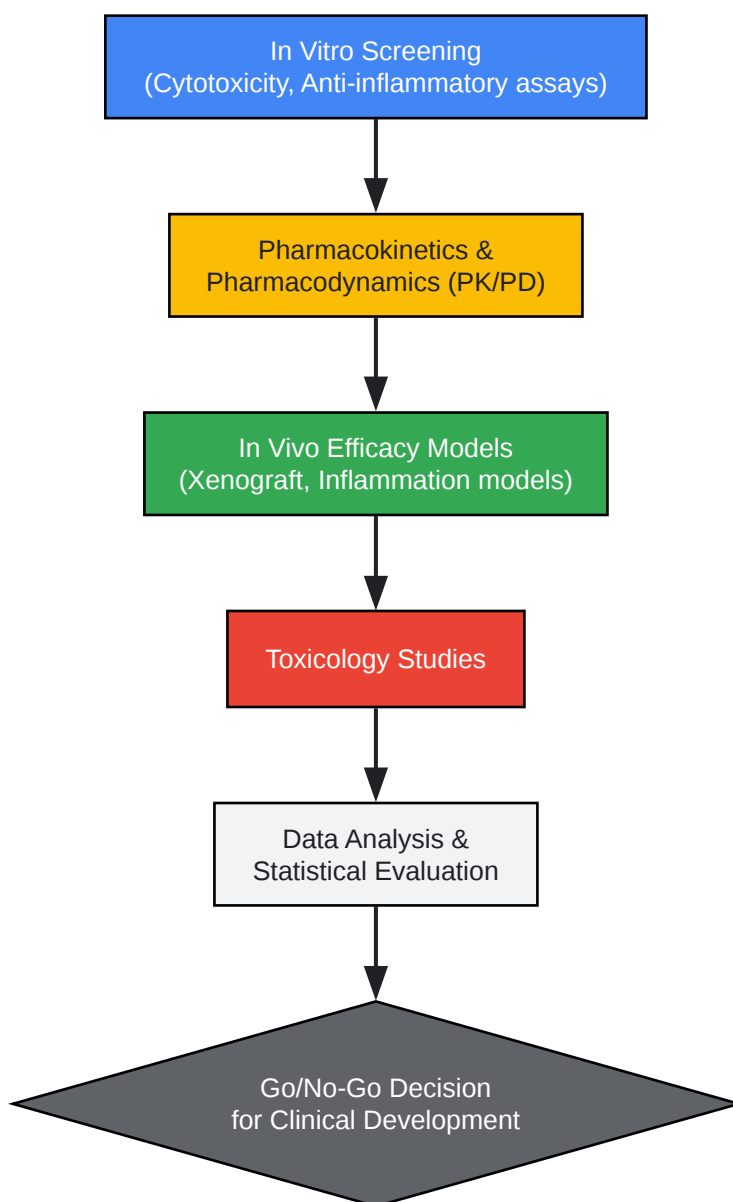 In Vitro Screening
(Cytotoxicity, Anti-inflammatory assays)
Pharmacokinetics &
Pharmacodynamics (PK/PD)
In Vivo Efficacy Models
(Xenograft, Inflammation models)
Toxicology Studies
Data Analysis &
Statistical Evaluation
Go/No-Go Decision
for Clinical Development